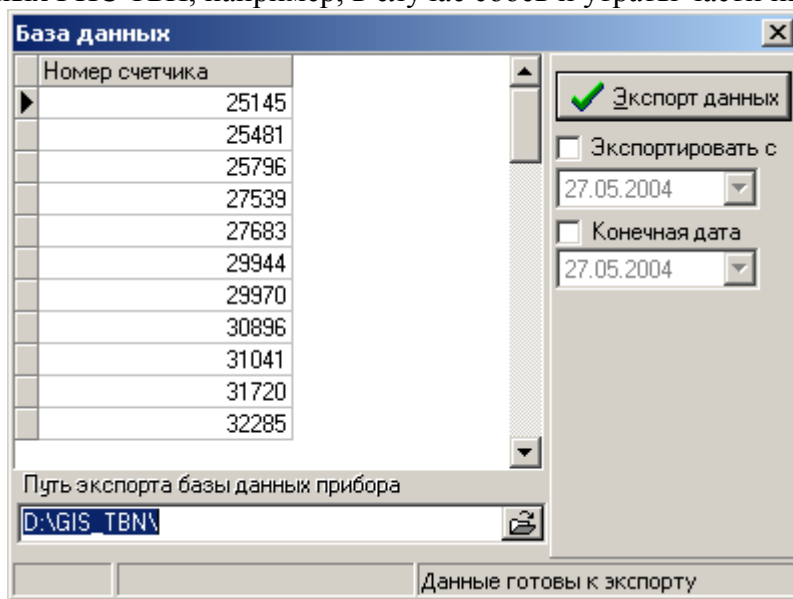 База данных
Номер счетчика
25145
25481
25796
27539
27683
29944
29970
30896
31041
31720
32285
Экспорт данных
Экспортировать с
27.05.2004
Конечная дата
27.05.2004
Путь экспорта базы данных прибора
D:\GIS_TBN\
Данные готовы к экспорту